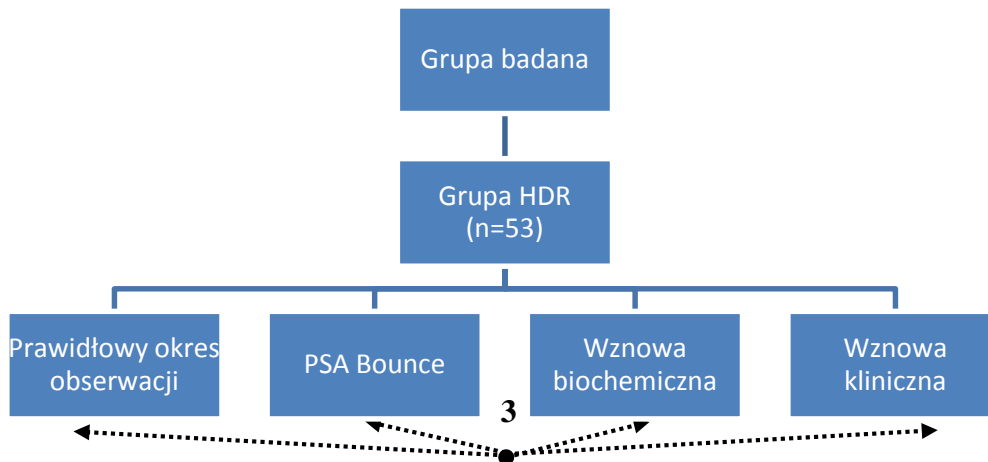 Grupa badana
Grupa HDR
(n=53)
Prawidłowy okres
obserwacji
PSA Bounce
Wznowa
biochemiczna
Wznowa
kliniczna
3